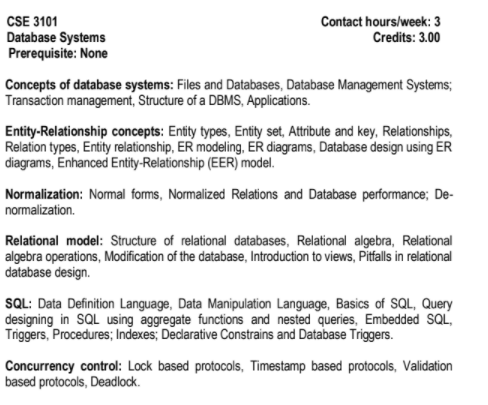 CSE 3101 Contact hours/week: 3
Database Systems Credits: 3.00
Prerequisite: None
Concepts of database systems: Files and Databases, Database Management Systems;
Transaction management, Structure of a DBMS, Applications.
Entity-Relationship concepts: Entity types, Entity set, Attribute and key, Relationships,
Relation types, Entity relationship, ER modeling, ER diagrams, Database design using ER
diagrams, Enhanced Entity-Relationship (EER) model.
Normalization: Normal forms, Normalized Relations and Database performance; De-
normalization.
Relational model: Structure of relational databases, Relational algebra, Relational
algebra operations, Modification of the database, Introduction to views, Pitfalls in relational
database design.
SQL: Data Definition Language, Data Manipulation Language, Basics of SQL, Query
designing in SQL using aggregate functions and nested queries, Embedded SQL,
Triggers, Procedures; Indexes; Declarative Constrains and Database Triggers.
Concurrency control: Lock based protocols, Timestamp based protocols, Validation
based protocols, Deadlock.